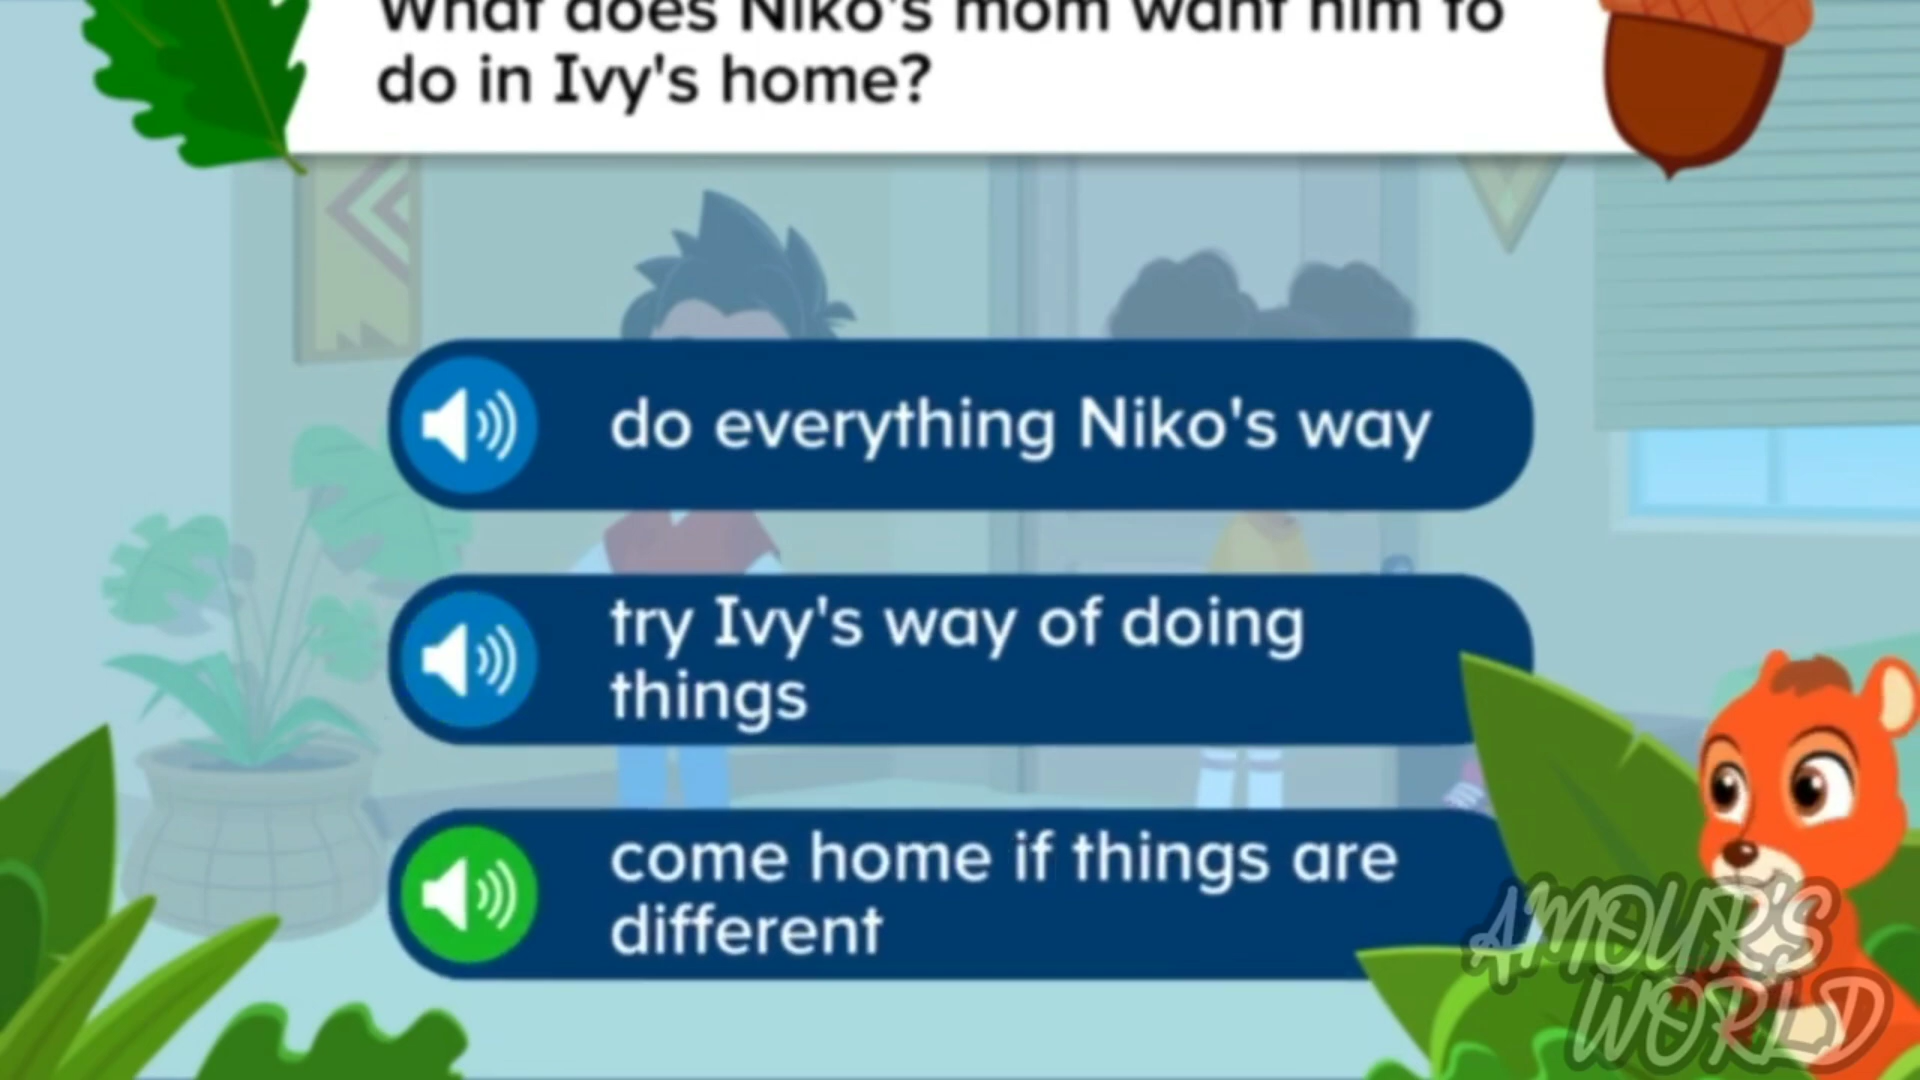 What does Niko's mom want him to
do in Ivy's home?
do everything Niko's way
try Ivy's way of doing
things
come home if things are
different
AMOUR'S
WORLD